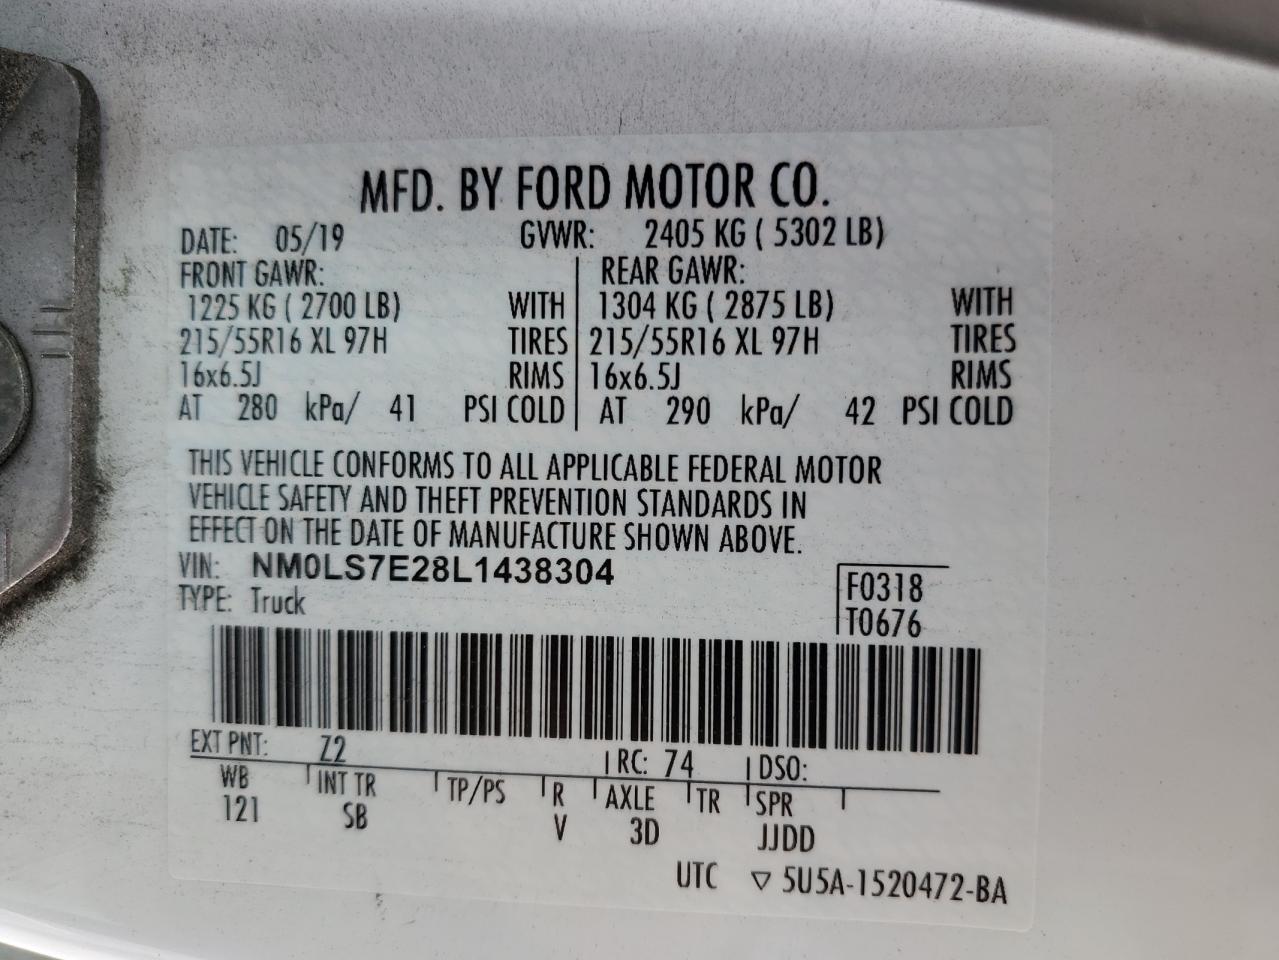 MFD. BY FORD MOTOR CO.
DATE: 05/19 GVWR: 2405 KG ( 5302 LB)
FRONT GAWR: REAR GAWR:
1225 KG ( 2700 LB) WITH 1304 KG ( 2875 LB) WITH
215/55R16 XL 97H TIRES 215/55R16 XL 97H TIRES
16x6.5J RIMS 16x6.5J RIMS
AT 280 kPa/ 41 PSI COLD AT 290 kPa/ 42 PSI COLD
THIS VEHICLE CONFORMS TO ALL APPLICABLE FEDERAL MOTOR
VEHICLE SAFETY AND THEFT PREVENTION STANDARDS IN
EFFECT ON THE DATE OF MANUFACTURE SHOWN ABOVE.
VIN: NM0LS7E28L1438304
TYPE: Truck
F0318
T0676
EXT PNT: Z2 RC: 74 DSO:
WB INT TR TP/PS R AXLE TR SPR
121 SB V 3D JJDD
UTC ▽ 5U5A-1520472-BA